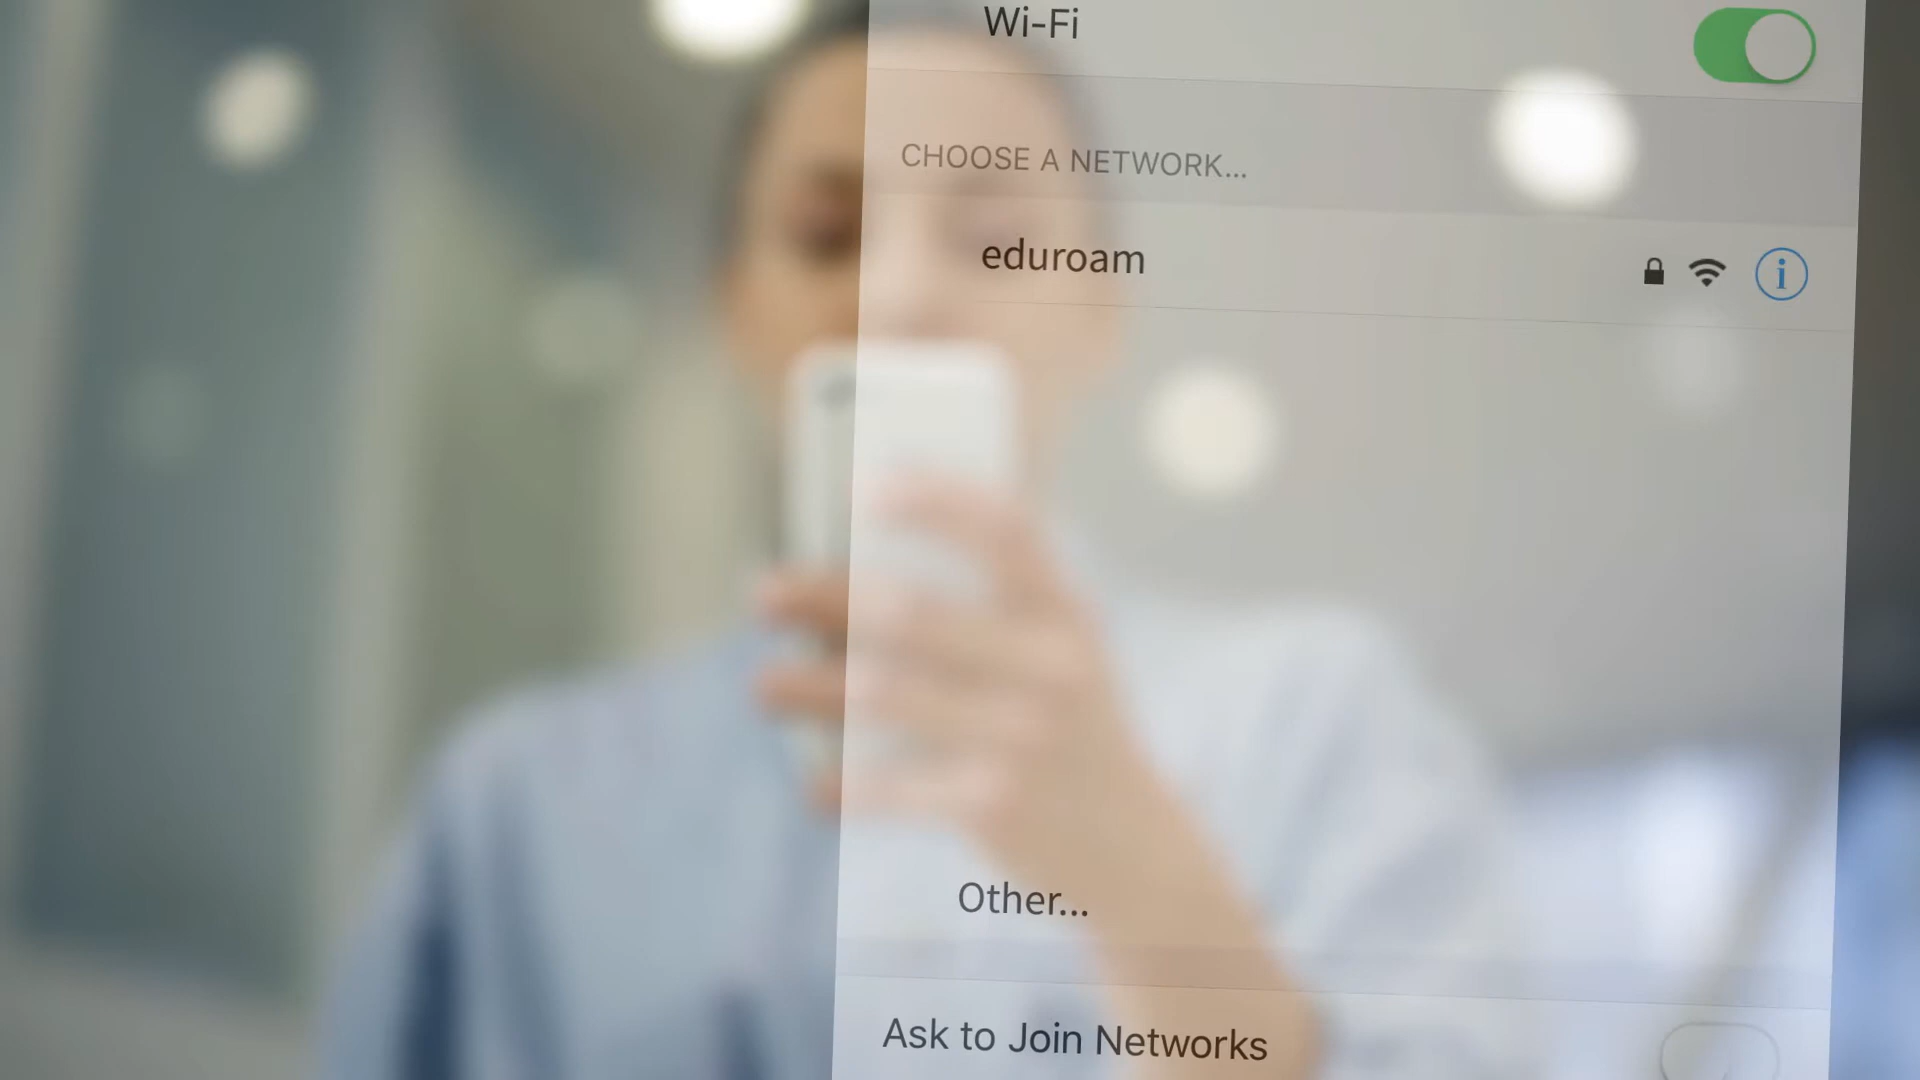 Wi-Fi
CHOOSE A NETWORK...
eduroam
Other...
Ask to Join Networks